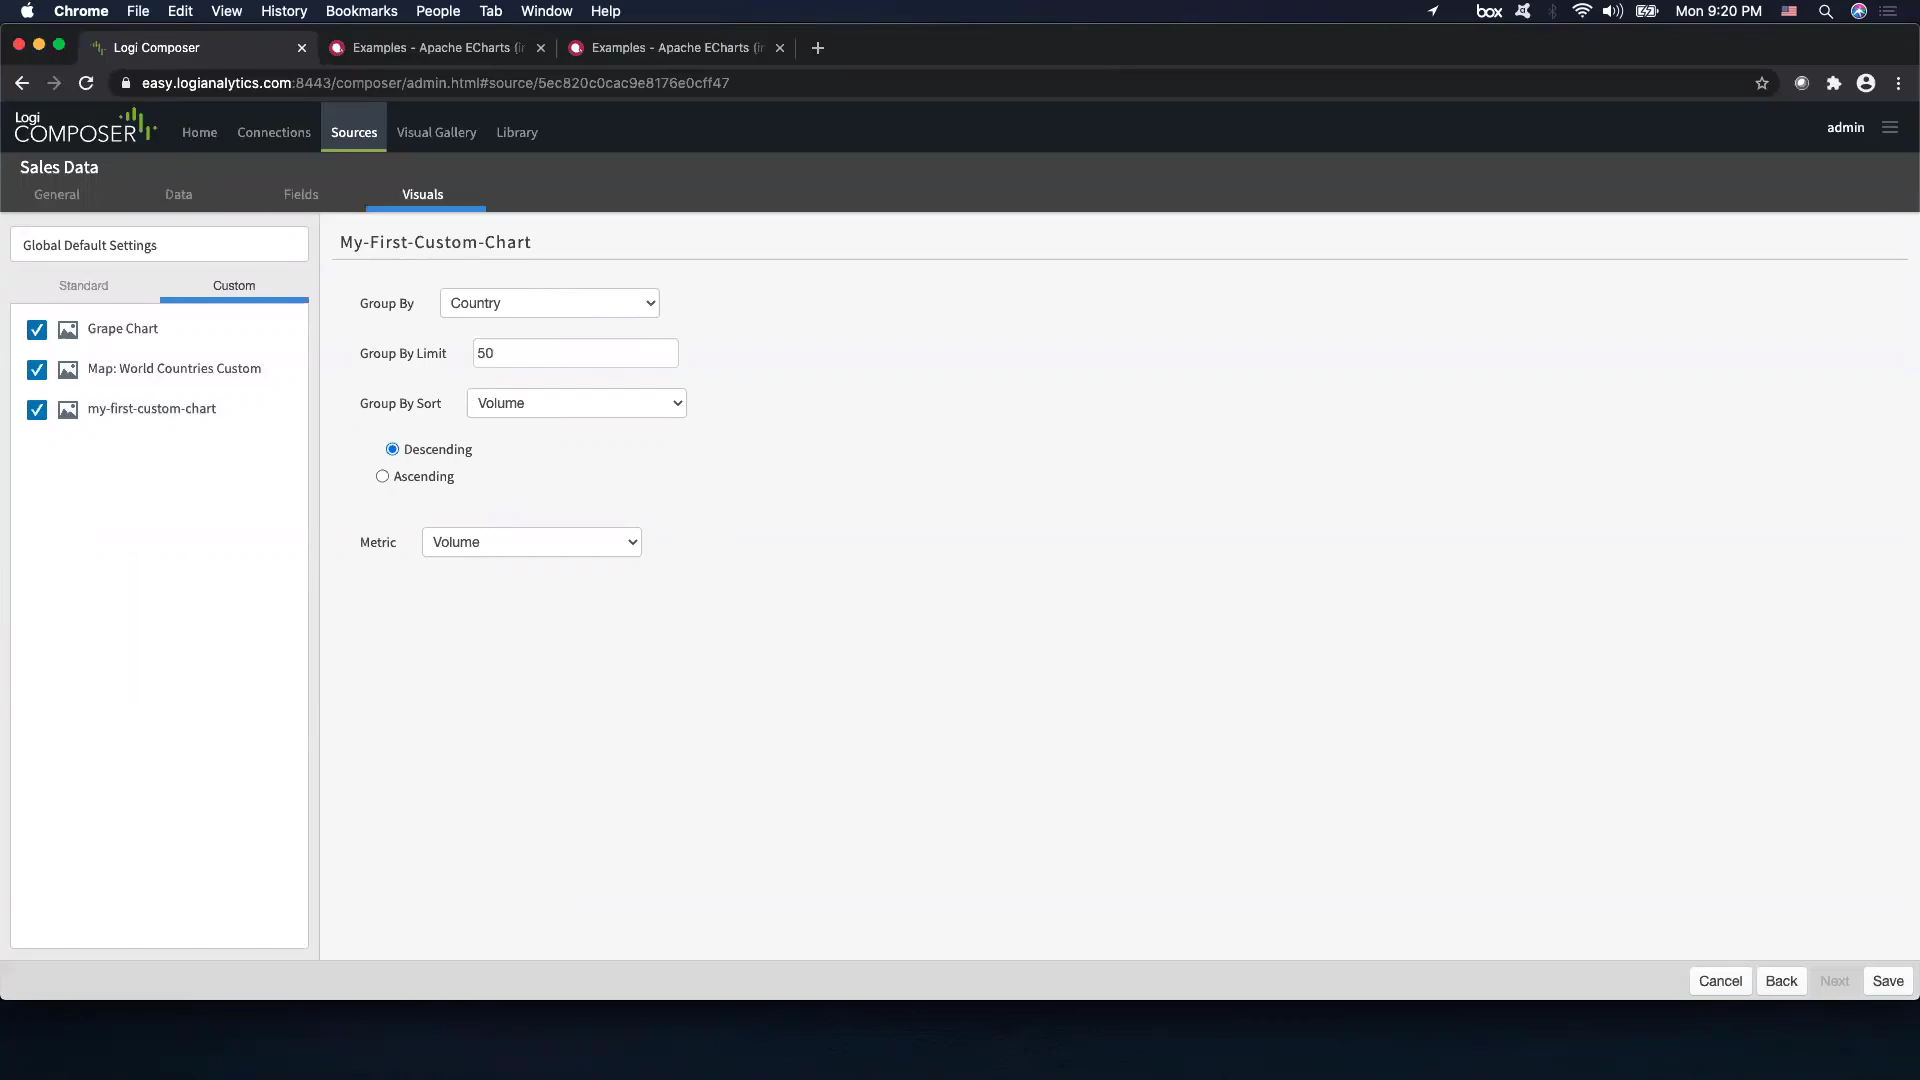 Chrome File Edit View History Bookmarks People Tab Window Help box Mon 9:20 PM
Logi Composer Examples - Apache ECharts (i Examples - Apache ECharts (i
easy.logianalytics.com:8443/composer/admin.html#source/5ec820c0cac9e8176e0cff47
Logi
COMPOSER Home Connections Sources Visual Gallery Library admin
Sales Data
General Data Fields Visuals
Global Default Settings
Standard Custom
Grape Chart
Map: World Countries Custom
my-first-custom-chart
My-First-Custom-Chart
Group By Country
Group By Limit 50
Group By Sort Volume
Descending
Ascending
Metric Volume
Cancel Back Next Save